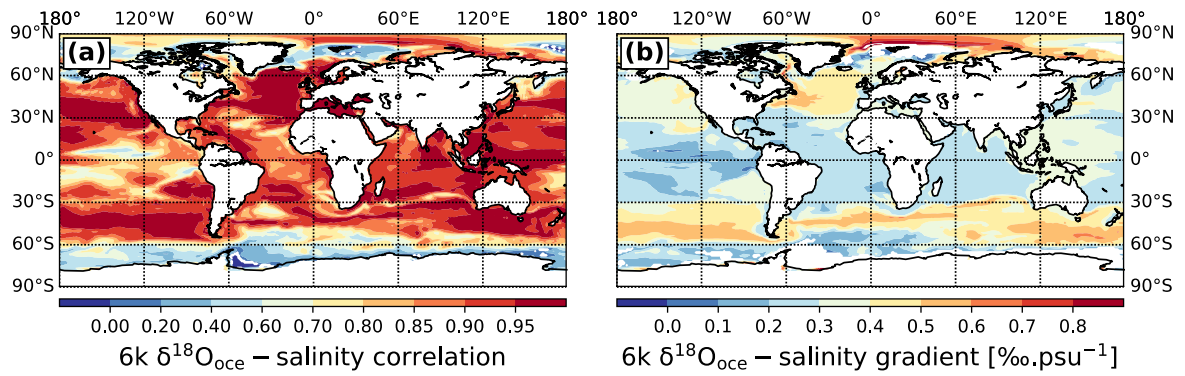 180° 120°W 60°W 0° 60°E 120°E 180° 120°W 60°W 0° 60°E 120°E 180°
90°N (a) (b) 90°N
60°N 60°N
30°N 30°N
0° 0°
30°S 30°S
60°S 60°S
90°S 90°S
0.00 0.20 0.40 0.60 0.70 0.80 0.85 0.90 0.95 0.0 0.1 0.2 0.3 0.4 0.5 0.6 0.7 0.8
6k δ¹⁸Oₒcₑ – salinity correlation 6k δ¹⁸Oₒcₑ – salinity gradient [‰.psu⁻¹]